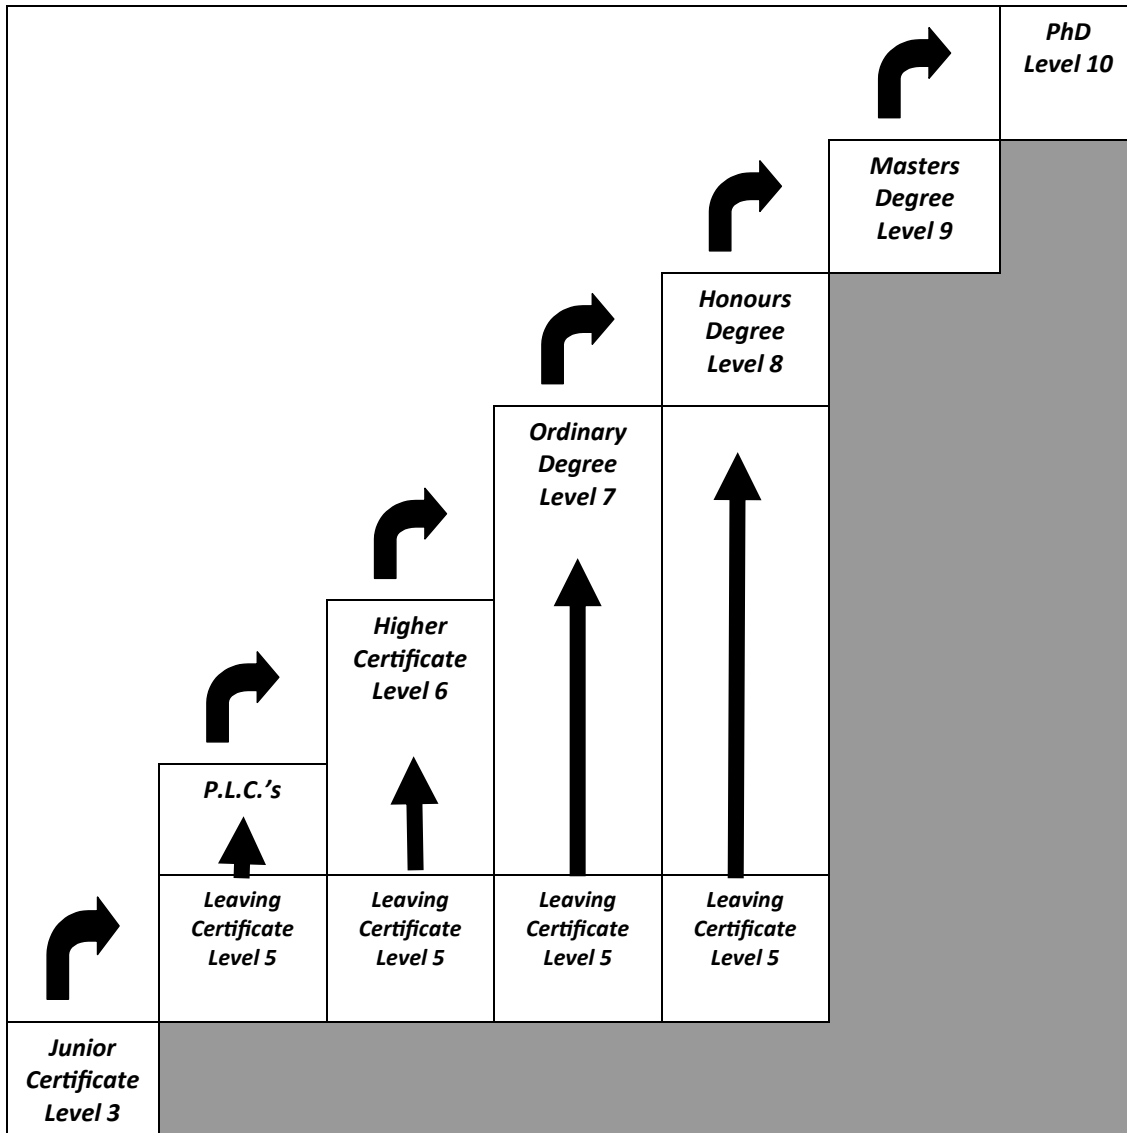 PhD
Level 10
Masters
Degree
Level 9
Honours
Degree
Level 8
Ordinary
Degree
Level 7
Higher
Certificate
Level 6
P.L.C.’s
Leaving
Certificate
Level 5
Leaving
Certificate
Level 5
Leaving
Certificate
Level 5
Leaving
Certificate
Level 5
Junior
Certificate
Level 3